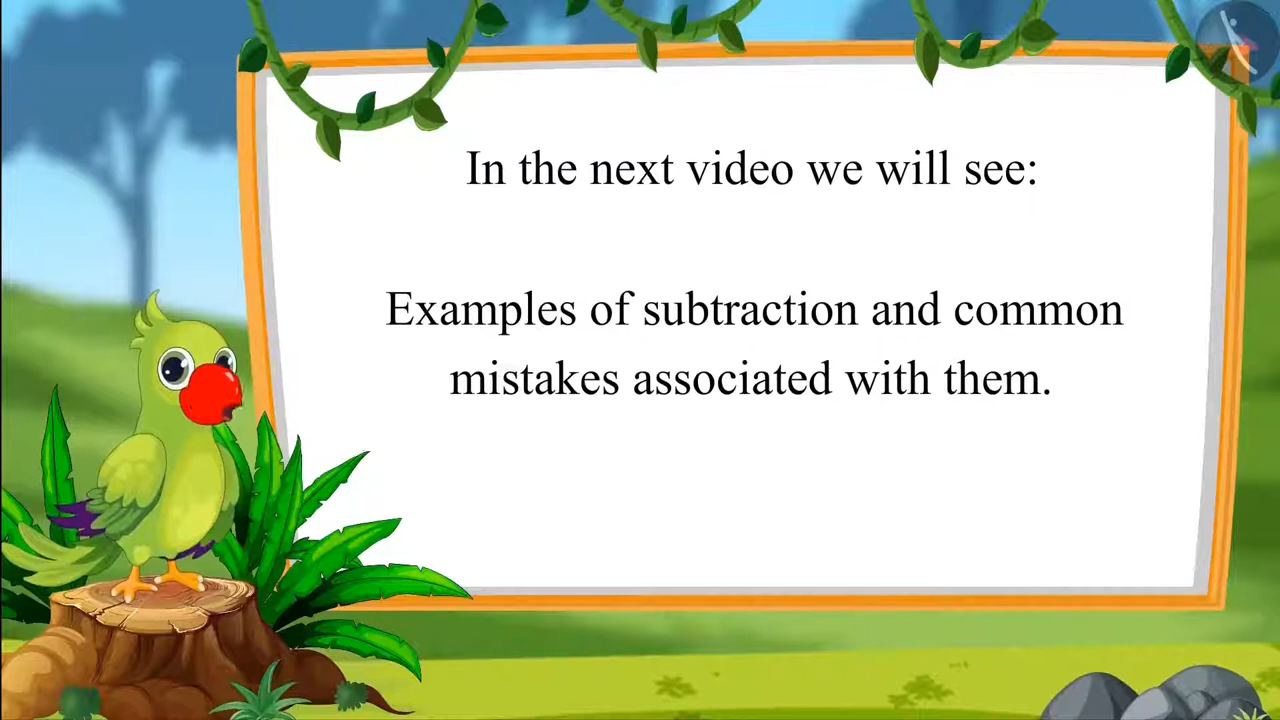 In the next video we will see:
Examples of subtraction and common
mistakes associated with them.